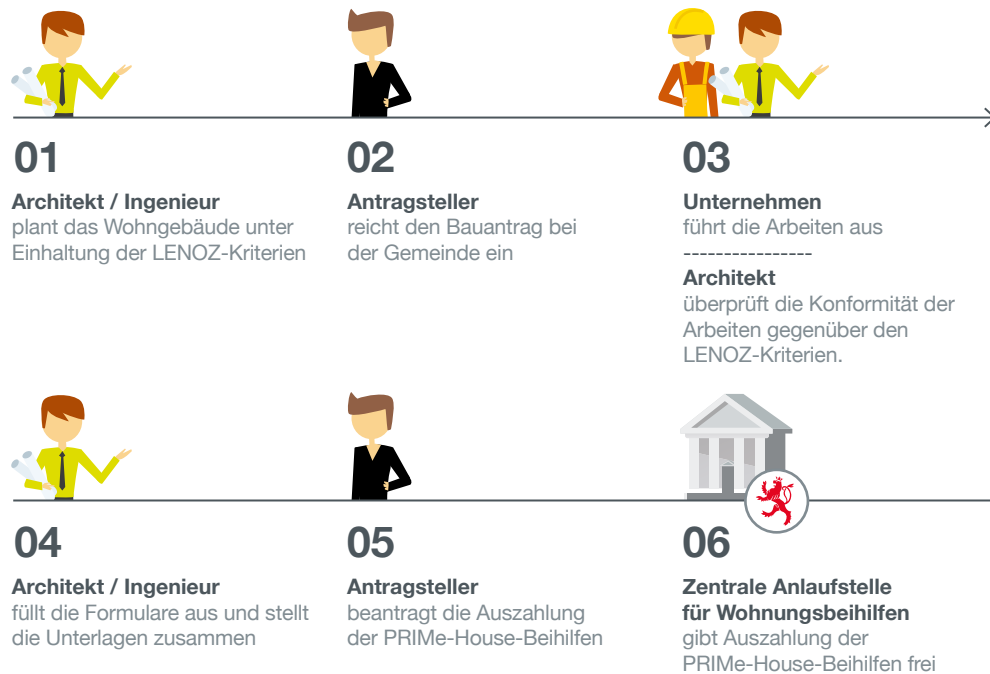 01
Architekt / Ingenieur
plant das Wohngebäude unter
Einhaltung der LENOZ-Kriterien
02
Antragsteller
reicht den Bauantrag bei
der Gemeinde ein
03
Unternehmen
führt die Arbeiten aus
----------------
Architekt
überprüft die Konformität der
Arbeiten gegenüber den
LENOZ-Kriterien.
04
Architekt / Ingenieur
füllt die Formulare aus und stellt
die Unterlagen zusammen
05
Antragsteller
beantragt die Auszahlung
der PRIMe-House-Beihilfen
06
Zentrale Anlaufstelle
für Wohnungsbeihilfen
gibt Auszahlung der
PRIMe-House-Beihilfen frei